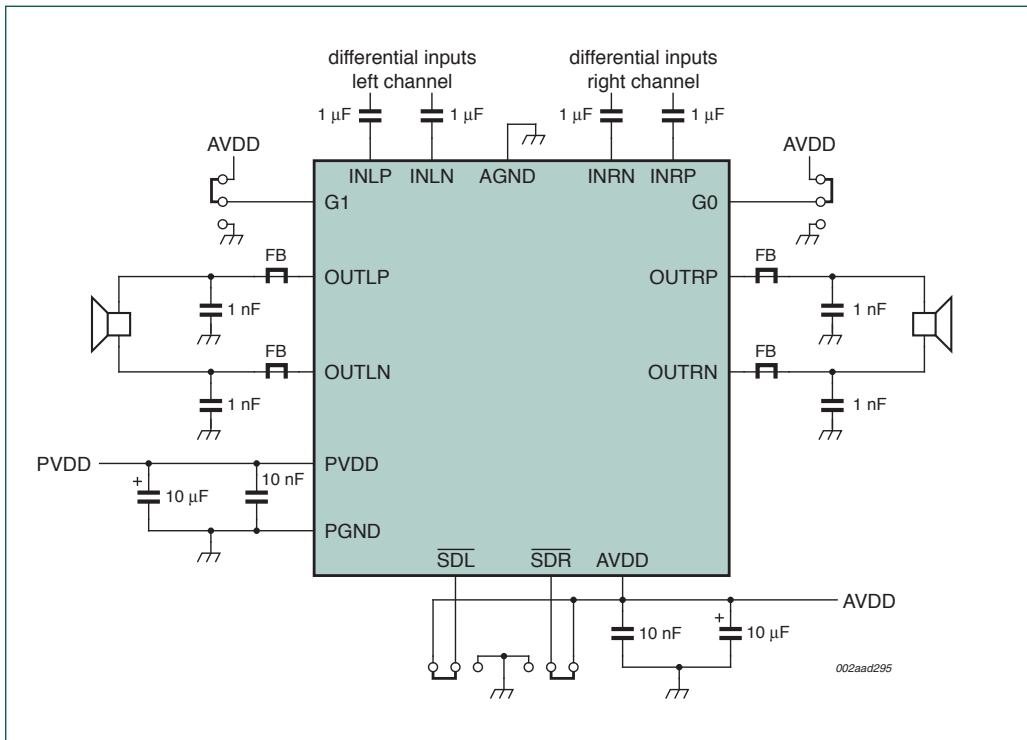 differential inputs
left channel
differential inputs
right channel
1 μF
1 μF
1 μF
1 μF
AVDD
AVDD
INLP
INLN
AGND
INRN
INRP
G1
G0
FB
OUTLP
OUTRP
FB
1 nF
1 nF
FB
OUTLN
OUTRN
FB
1 nF
1 nF
PVDD
PVDD
+
10 μF
10 nF
PGND
SDL
SDR
AVDD
AVDD
10 nF
+
10 μF
002aad295